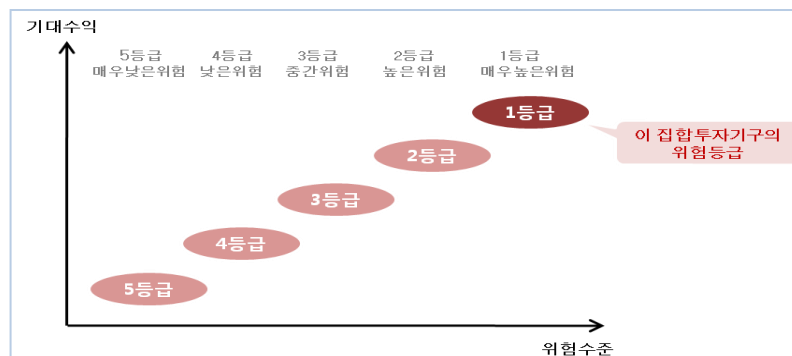 기대수익
5등급 4등급 3등급 2등급 1등급
매우낮은위험 낮은위험 중간위험 높은위험 매우높은위험
1등급
이 집합투자기구의
위험등급
2등급
3등급
4등급
5등급
위험수준